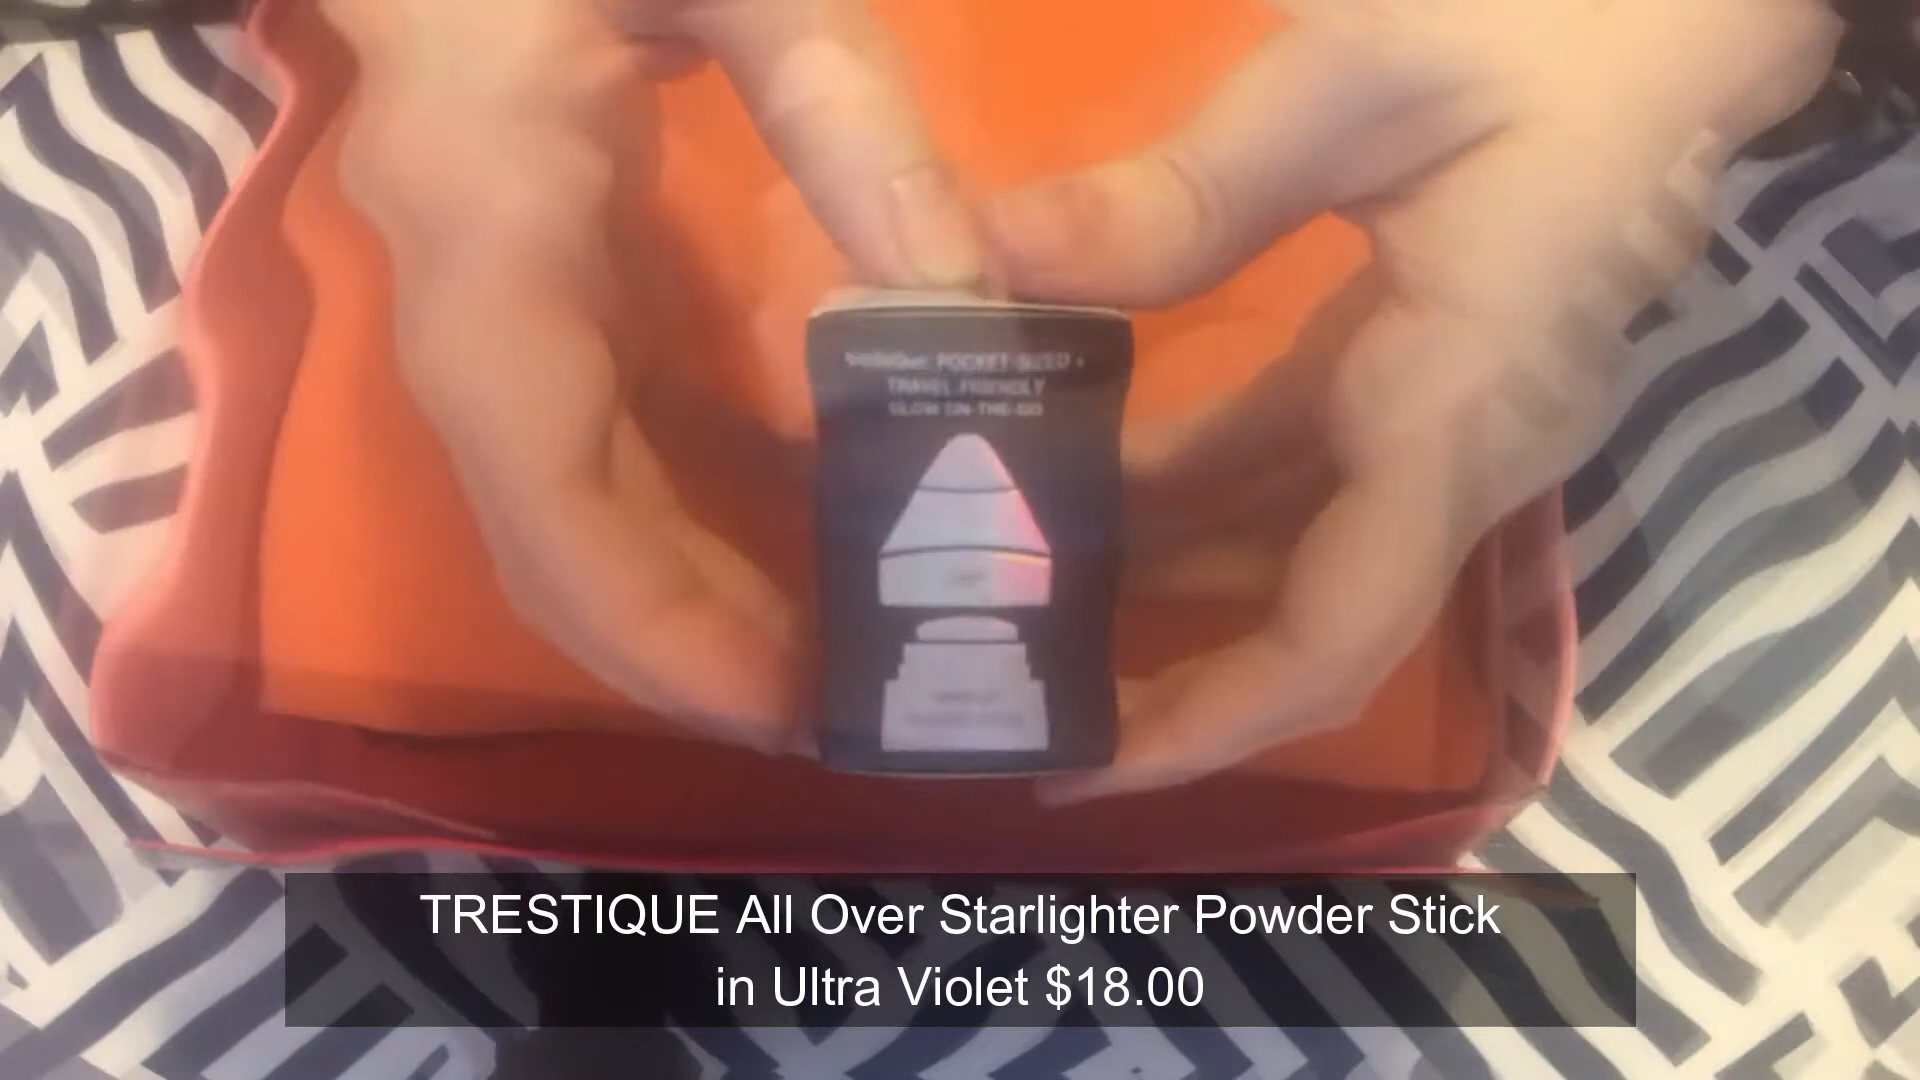 POCKET-SIZED +
TRAVEL-FRIENDLY
GLOW ON-THE-GO
TRESTIQUE All Over Starlighter Powder Stick
in Ultra Violet $18.00